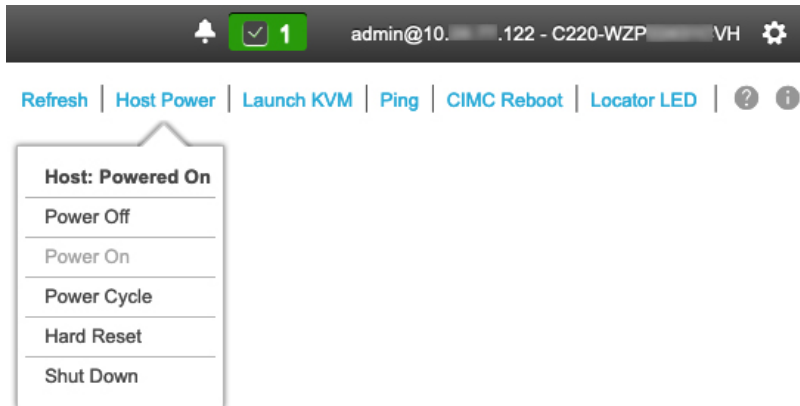 1 admin@10. .122 - C220-WZP VH
Refresh | Host Power | Launch KVM | Ping | CIMC Reboot | Locator LED | ? i
Host: Powered On
Power Off
Power On
Power Cycle
Hard Reset
Shut Down